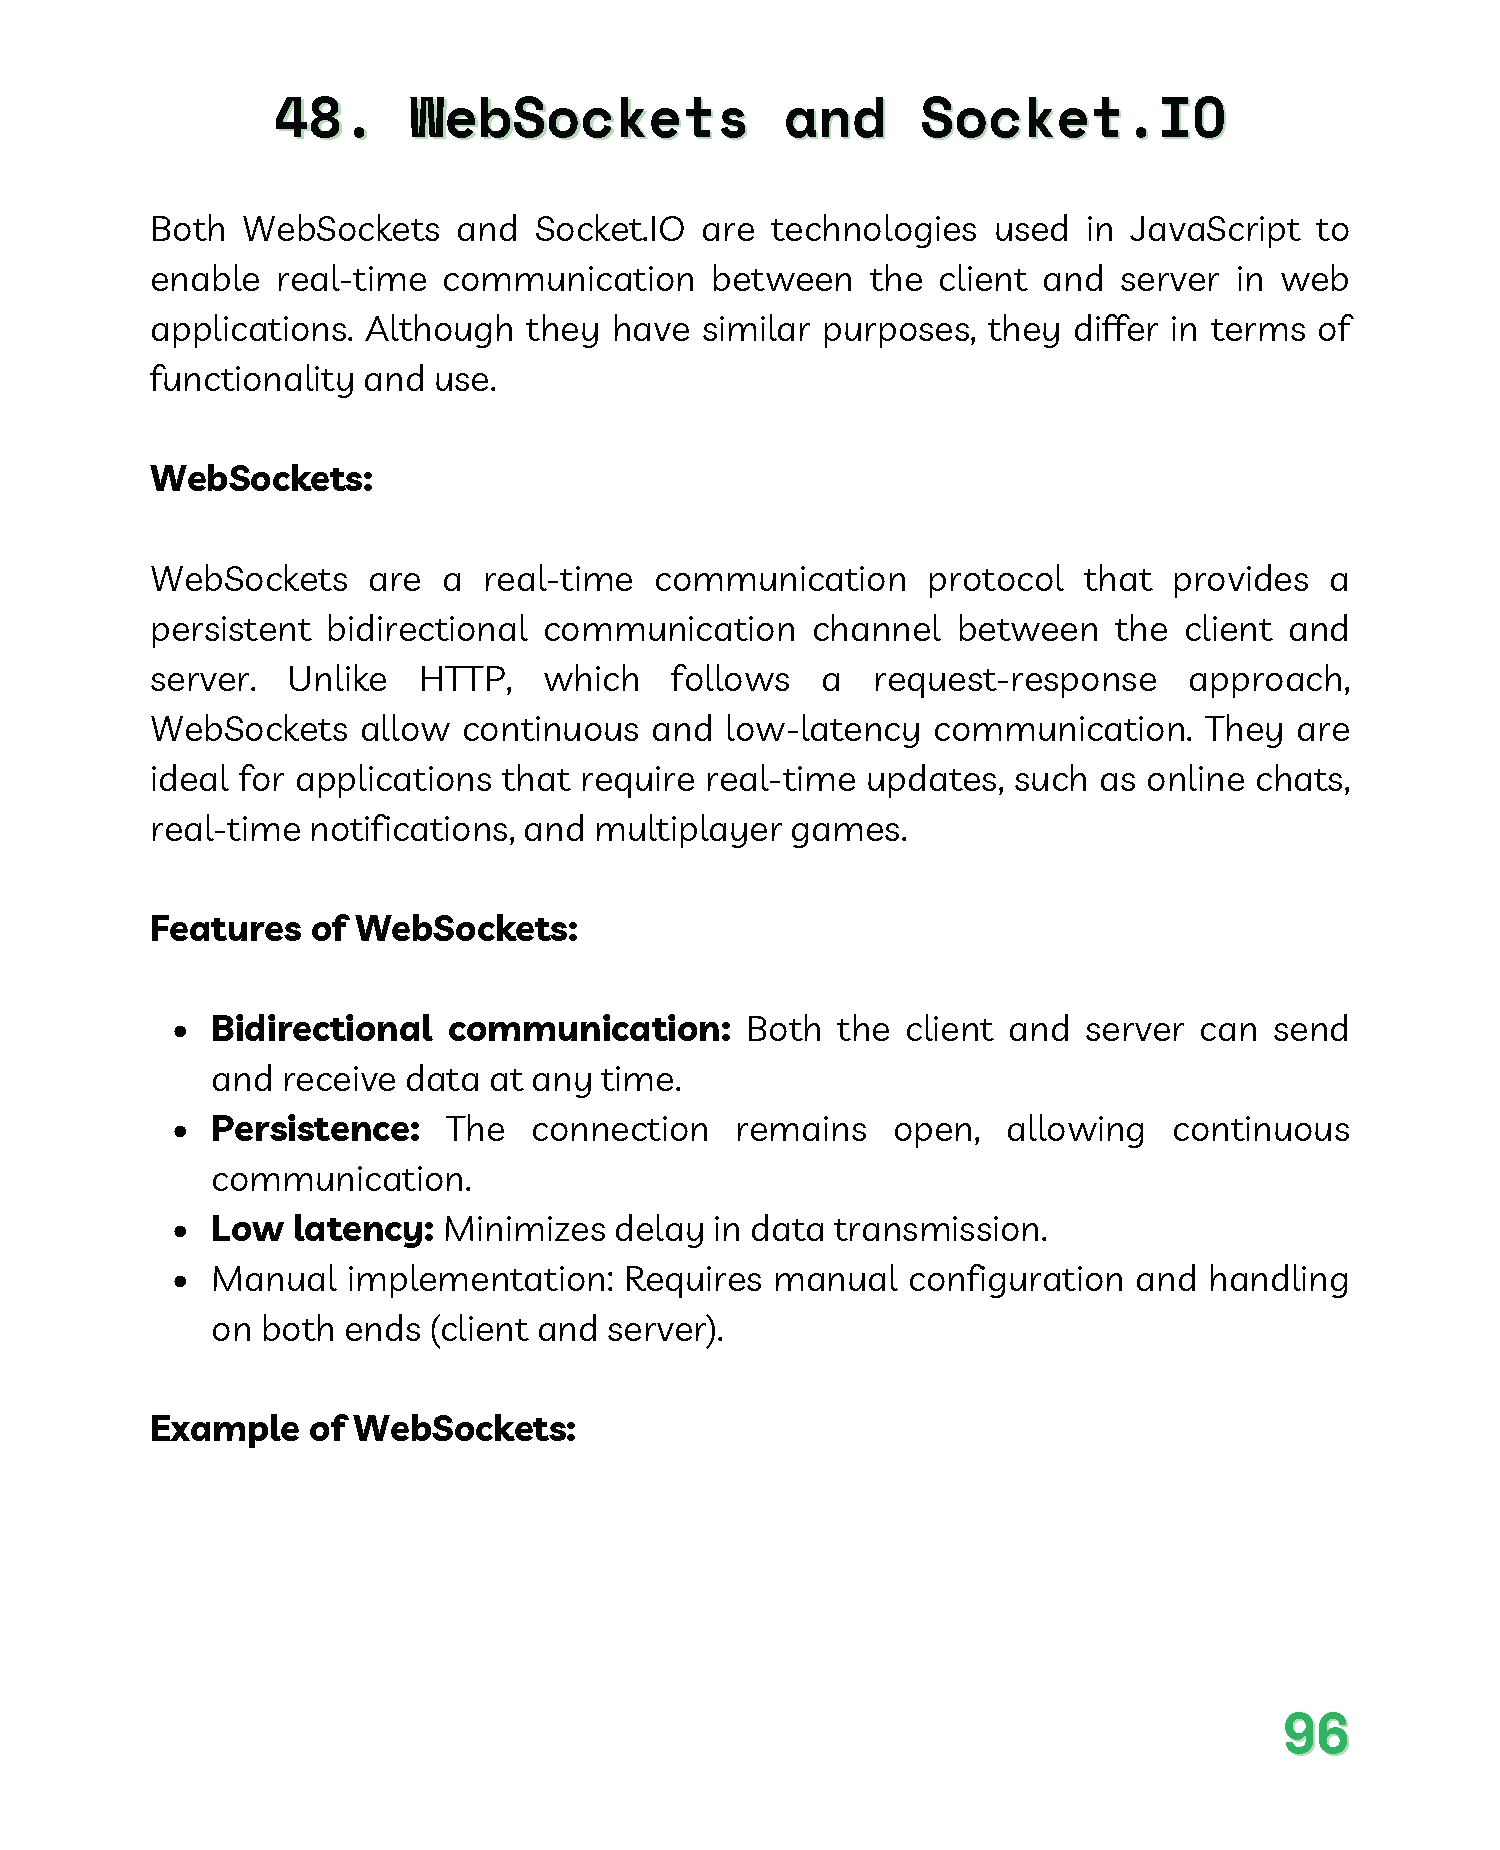 48. WebSockets and Socket.IO
Both WebSockets and Socket.IO are technologies used in JavaScript to
enable real-time communication between the client and server in web
applications. Although they have similar purposes, they differ in terms of
functionality and use.
WebSockets:
WebSockets are a real-time communication protocol that provides a
persistent bidirectional communication channel between the client and
server. Unlike HTTP, which follows a request-response approach,
WebSockets allow continuous and low-latency communication. They are
ideal for applications that require real-time updates, such as online chats,
real-time notifications, and multiplayer games.
Features of WebSockets:
• Bidirectional communication: Both the client and server can send
and receive data at any time.
• Persistence: The connection remains open, allowing continuous
communication.
• Low latency: Minimizes delay in data transmission.
• Manual implementation: Requires manual configuration and handling
on both ends (client and server).
Example of WebSockets:
96